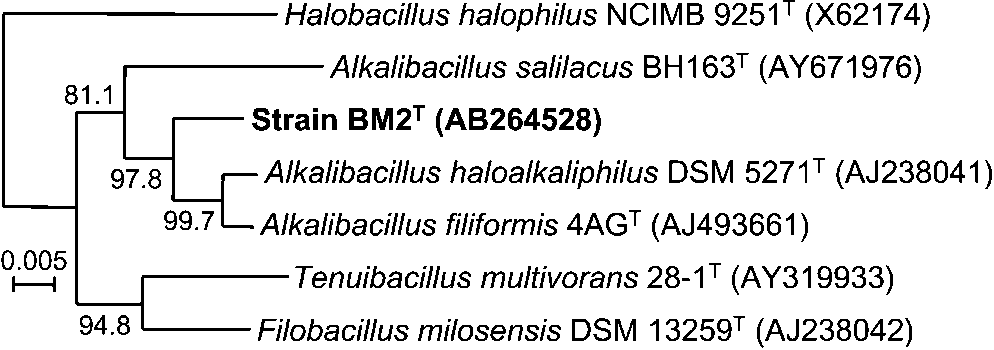 Halobacillus halophilus NCIMB 9251ᵀ (X62174)
Alkalibacillus salilacus BH163ᵀ (AY671976)
81.1
Strain BM2ᵀ (AB264528)
97.8
Alkalibacillus haloalkaliphilus DSM 5271ᵀ (AJ238041)
99.7
Alkalibacillus filiformis 4AGᵀ (AJ493661)
0.005
Tenuibacillus multivorans 28-1ᵀ (AY319933)
94.8
Filobacillus milosensis DSM 13259ᵀ (AJ238042)